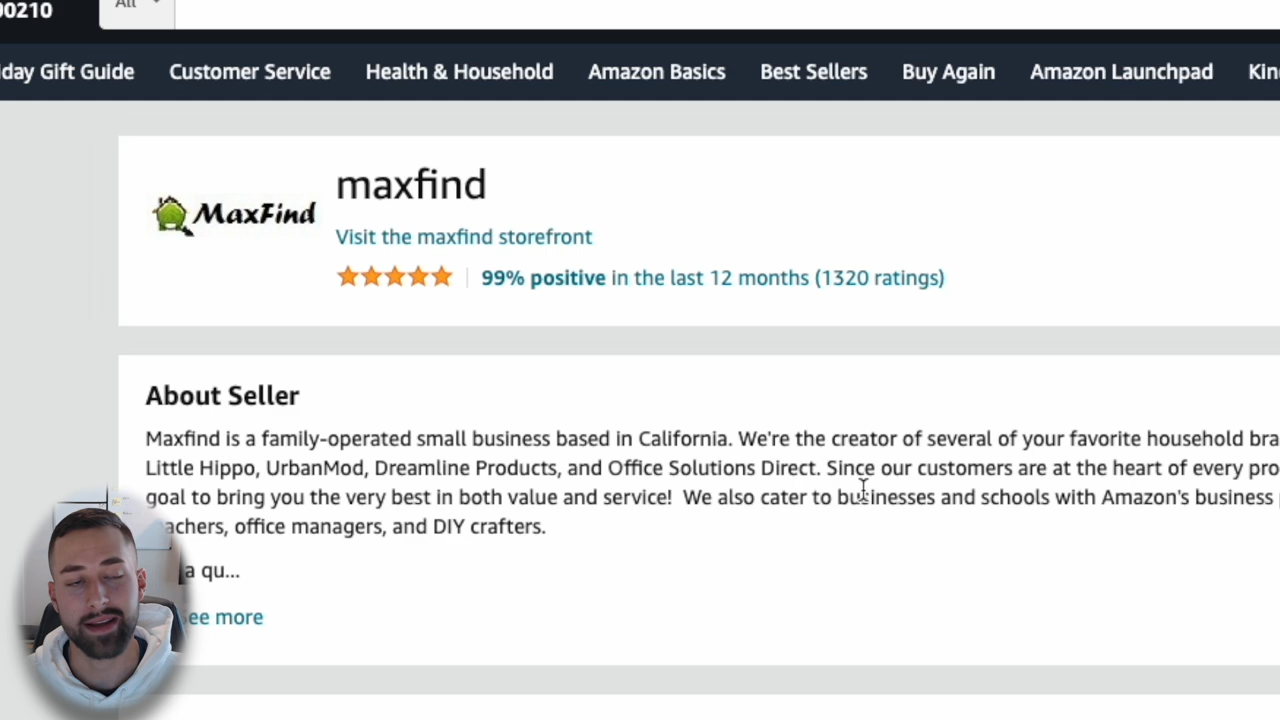 00210
All
iday Gift Guide Customer Service Health & Household Amazon Basics Best Sellers Buy Again Amazon Launchpad Kin
MaxFind
maxfind
Visit the maxfind storefront
99% positive in the last 12 months (1320 ratings)
About Seller
Maxfind is a family-operated small business based in California. We're the creator of several of your favorite household bra
Little Hippo, UrbanMod, Dreamline Products, and Office Solutions Direct. Since our customers are at the heart of every pro
goal to bring you the very best in both value and service! We also cater to businesses and schools with Amazon's business
achers, office managers, and DIY crafters.
a qu...
See more